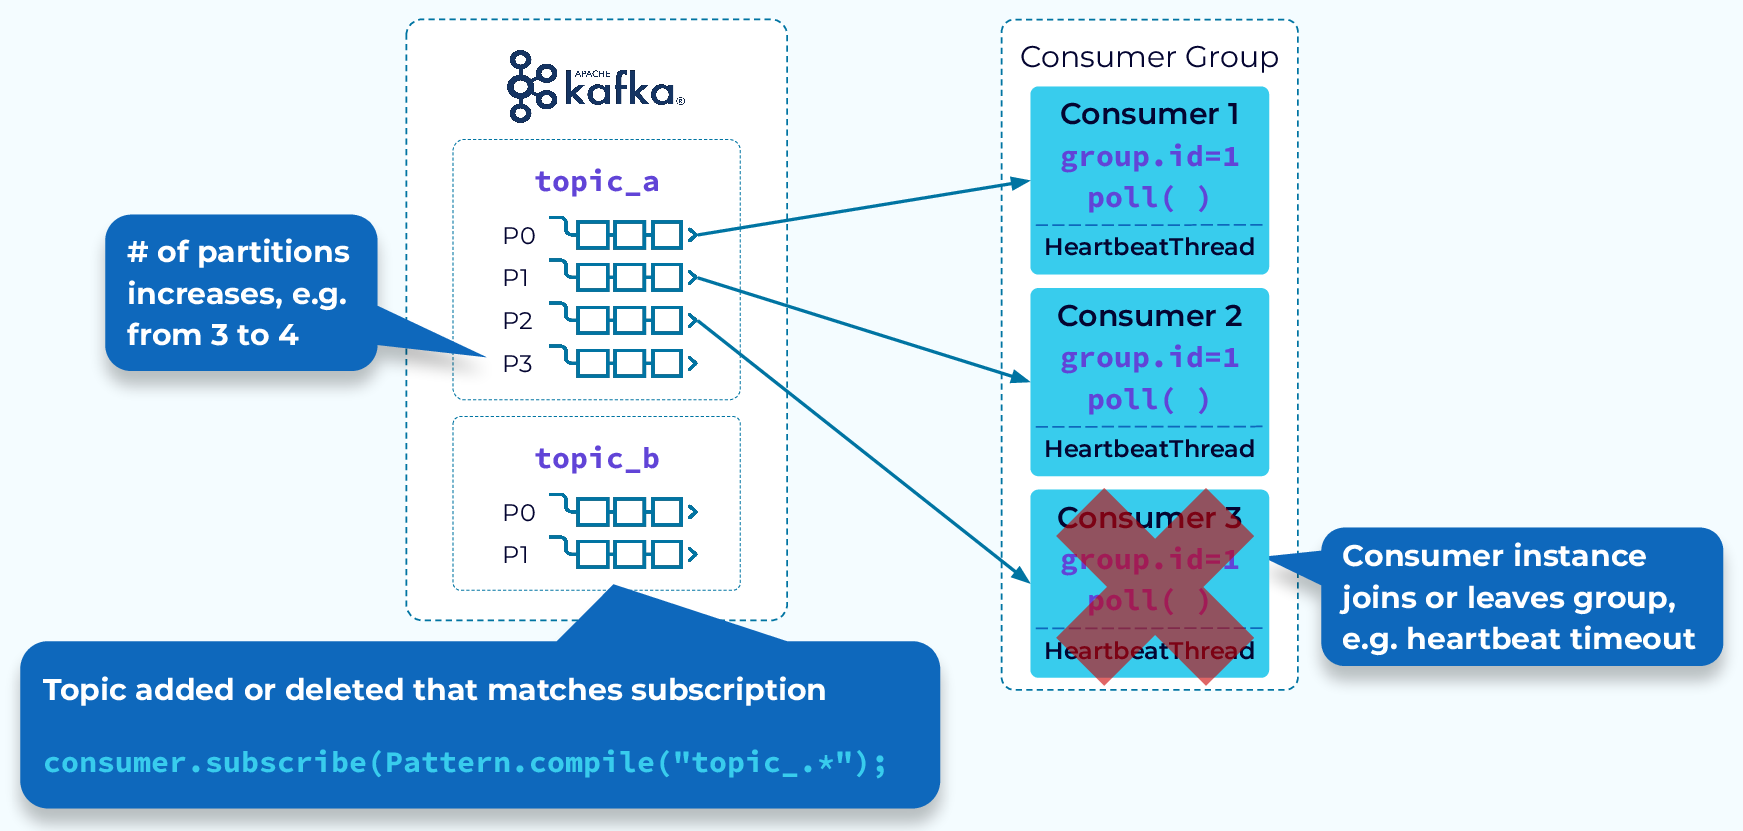 APACHE
kafka®
topic_a
P0
P1
P2
P3
topic_b
P0
P1
# of partitions
increases, e.g.
from 3 to 4
Topic added or deleted that matches subscription
consumer.subscribe(Pattern.compile("topic_.*");
Consumer Group
Consumer 1
group.id=1
poll( )
HeartbeatThread
Consumer 2
group.id=1
poll( )
HeartbeatThread
Consumer 3
group.id=1
poll( )
HeartbeatThread
Consumer instance
joins or leaves group,
e.g. heartbeat timeout